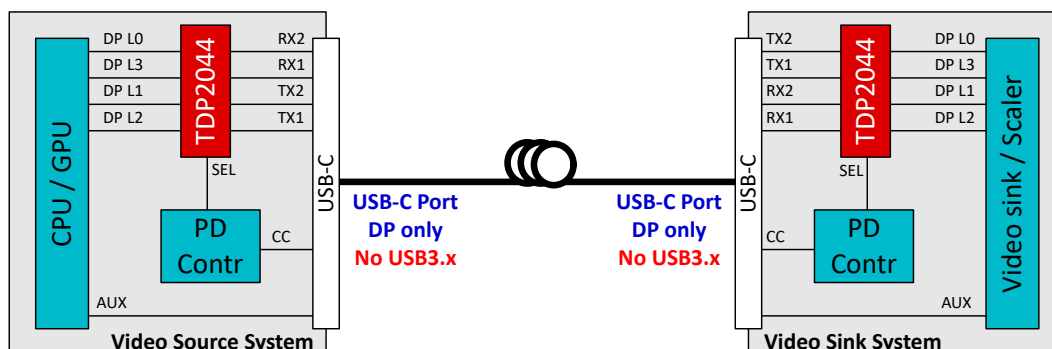 DP L0
RX2
DP L3
RX1
DP L1
TX2
DP L2
TX1
TDP2044
CPU / GPU
SEL
PD
Contr
CC
AUX
USB-C
Video Source System
USB-C Port
DP only
No USB3.x
USB-C Port
DP only
No USB3.x
USB-C
TX2
DP L0
TX1
DP L3
RX2
DP L1
RX1
DP L2
TDP2044
SEL
CC
PD
Contr
AUX
Video sink / Scaler
Video Sink System